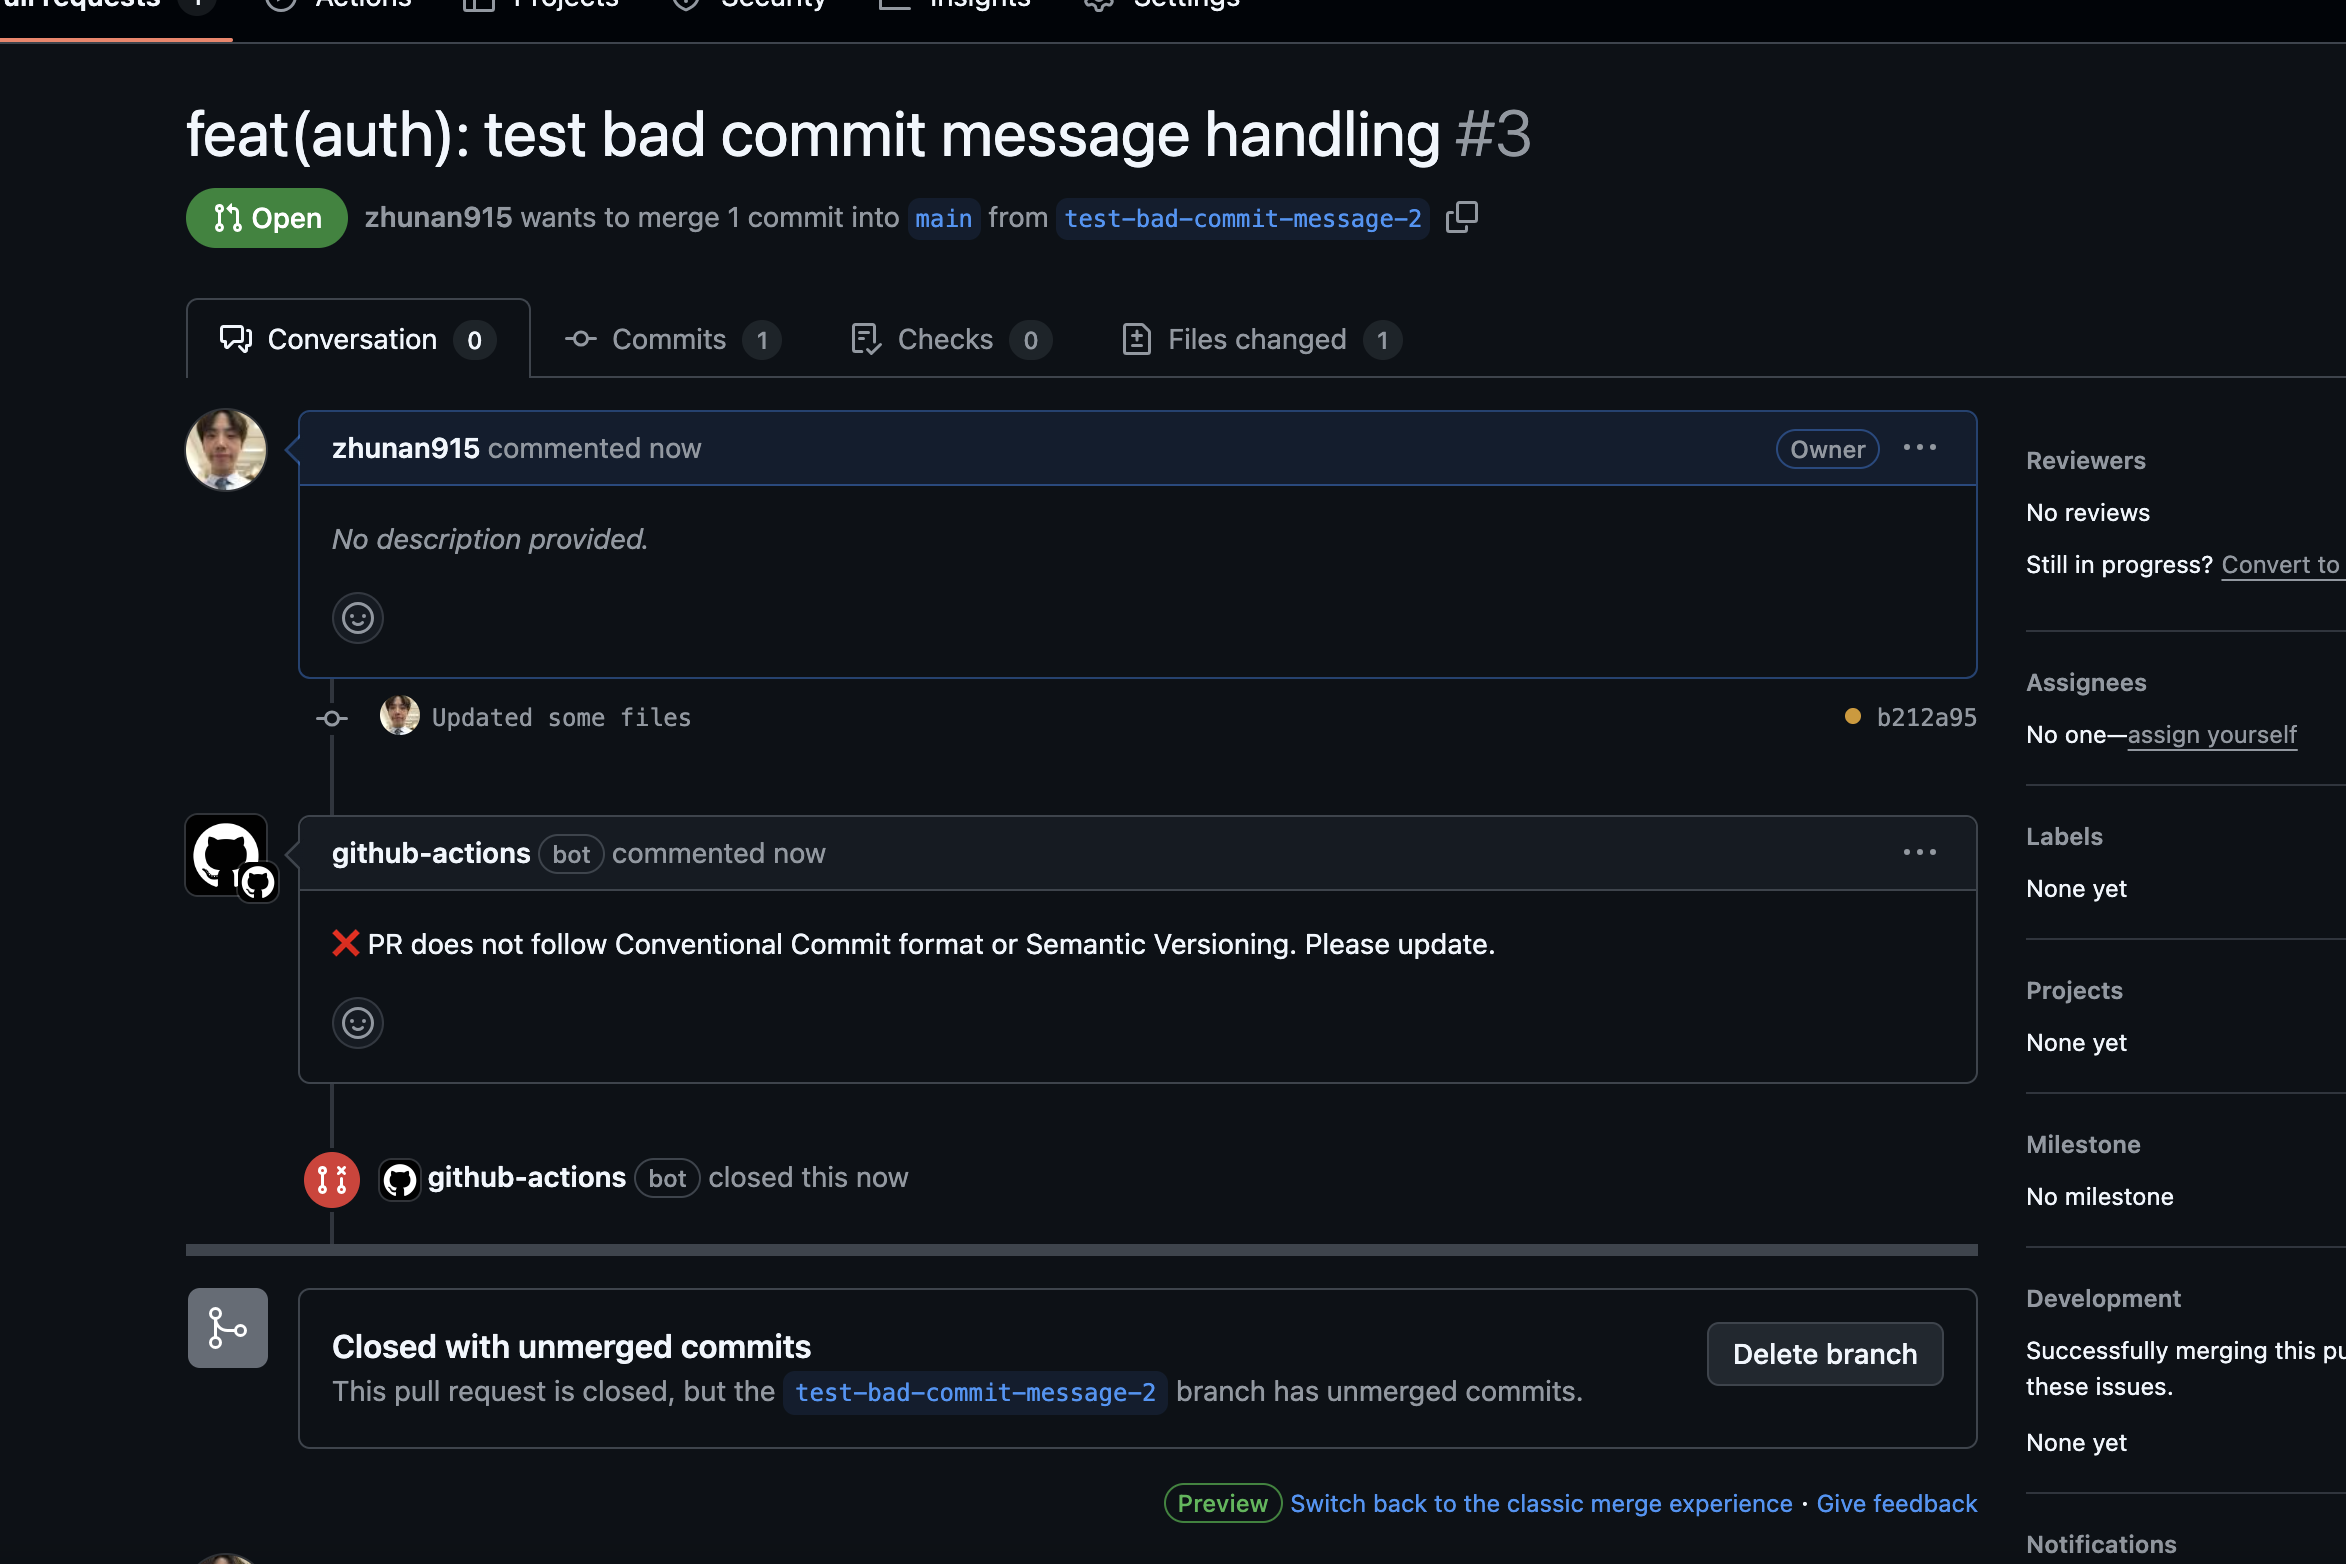 ull requests 1 Actions Projects Security Insights Settings
feat(auth): test bad commit message handling #3
Open zhunan915 wants to merge 1 commit into main from test-bad-commit-message-2
Conversation 0 Commits 1 Checks 0 Files changed 1
zhunan915 commented now Owner
No description provided.
Updated some files b212a95
github-actions bot commented now
❌ PR does not follow Conventional Commit format or Semantic Versioning. Please update.
github-actions bot closed this now
Closed with unmerged commits
This pull request is closed, but the test-bad-commit-message-2 branch has unmerged commits.
Delete branch
Preview Switch back to the classic merge experience · Give feedback
Reviewers
No reviews
Still in progress? Convert to
Assignees
No one—assign yourself
Labels
None yet
Projects
None yet
Milestone
No milestone
Development
Successfully merging this pu
these issues.
None yet
Notifications